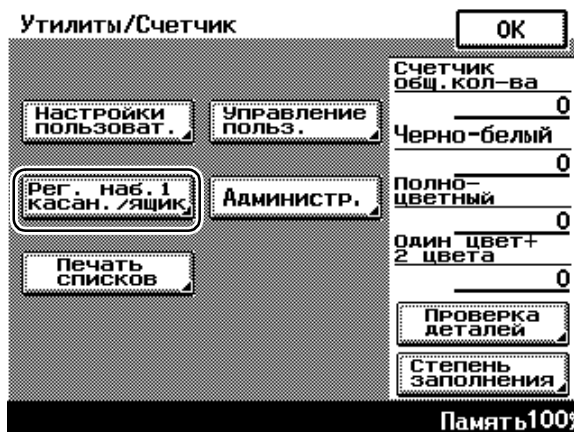 Утилиты/Счетчик
OK
Настройки
пользоват.
Управление
польз.
Рег. наб.1
касан./ящик
Администр.
Печать
списков
Счетчик
общ.кол-ва
0
Черно-белый
0
Полно-
цветный
0
Один цвет+
2 цвета
0
Проверка
деталей
Степень
заполнения
Память100%